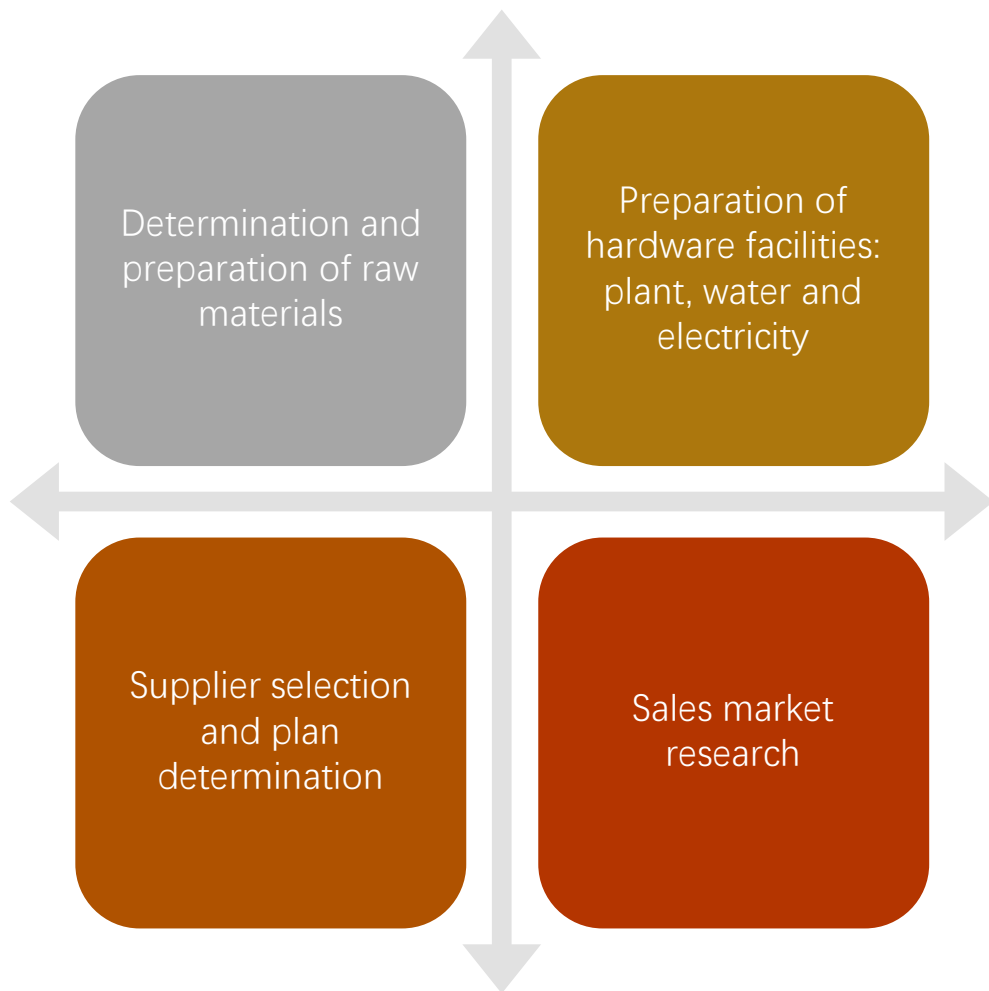 Determination and
preparation of raw
materials
Preparation of
hardware facilities:
plant, water and
electricity
Supplier selection
and plan
determination
Sales market
research